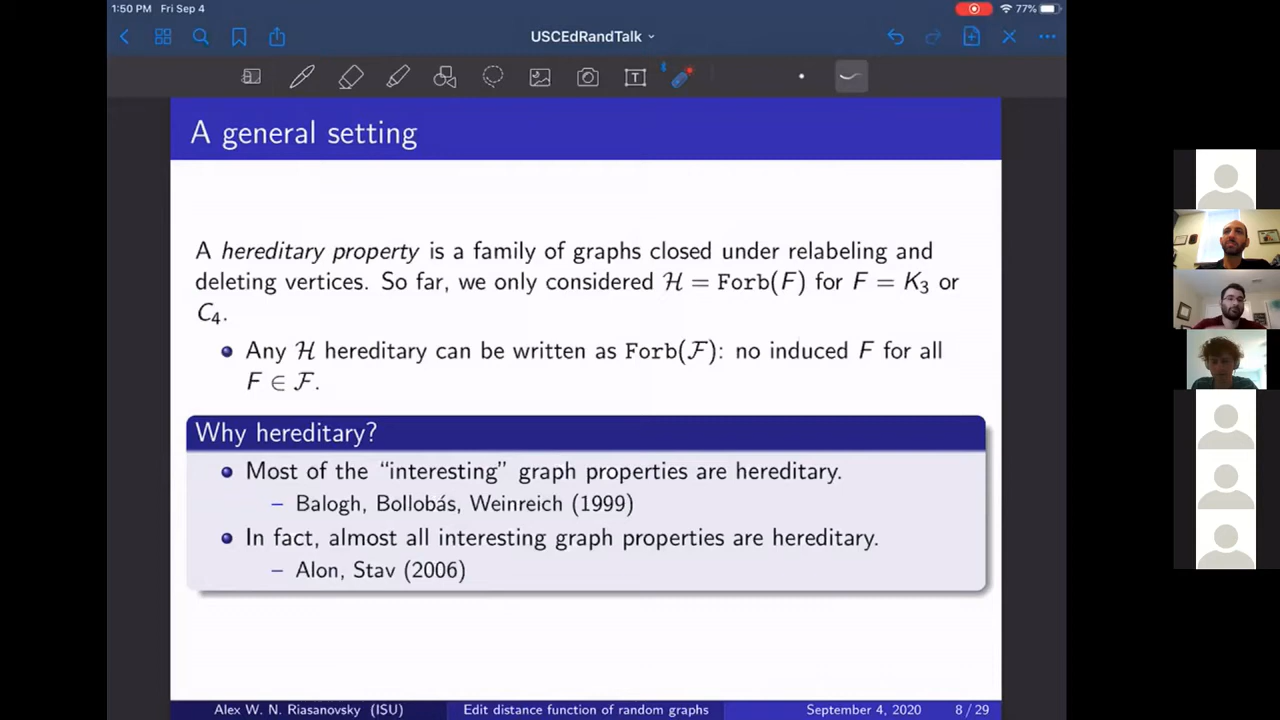 1:50 PM Fri Sep 4
77%
USCEdRandTalk
T
A general setting
A hereditary property is a family of graphs closed under relabeling and
deleting vertices. So far, we only considered ℋ = Forb(F) for F = K₃ or
C₄.
Any ℋ hereditary can be written as Forb(ℱ): no induced F for all
F ∈ ℱ.
Why hereditary?
Most of the “interesting” graph properties are hereditary.
– Balogh, Bollobás, Weinreich (1999)
In fact, almost all interesting graph properties are hereditary.
– Alon, Stav (2006)
Alex W. N. Riasanovsky (ISU) Edit distance function of random graphs September 4, 2020 8 / 29